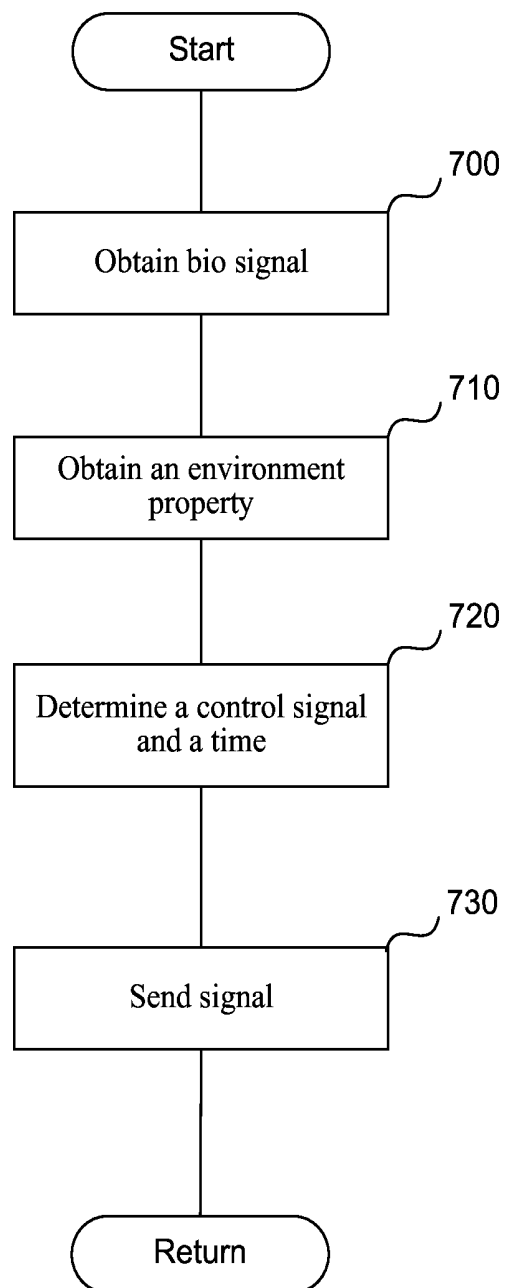 Start
700
Obtain bio signal
710
Obtain an environment
property
720
Determine a control signal
and a time
730
Send signal
Return